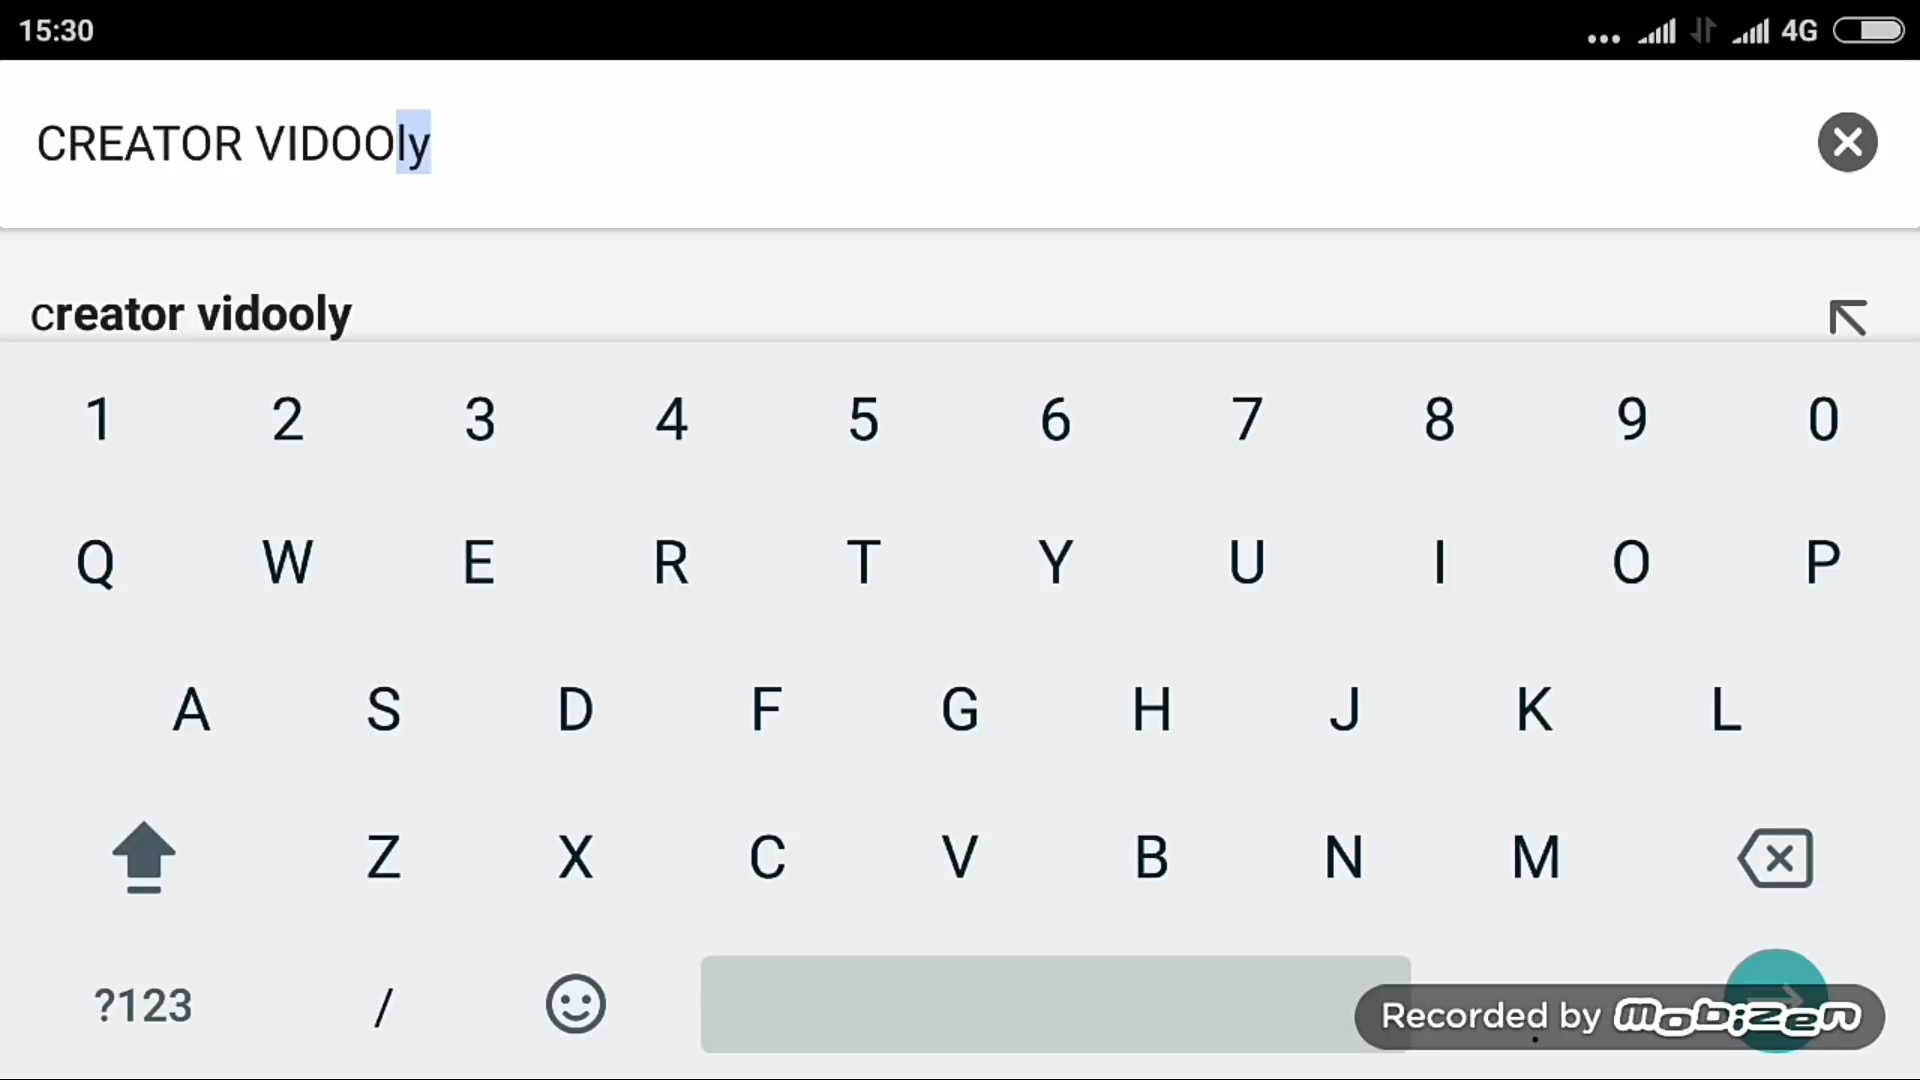 15:30
4G
CREATOR VIDOOly
creator vidooly
1 2 3 4 5 6 7 8 9 0
Q W E R T Y U I O P
A S D F G H J K L
Z X C V B N M
?123 / .
Recorded by mobizen